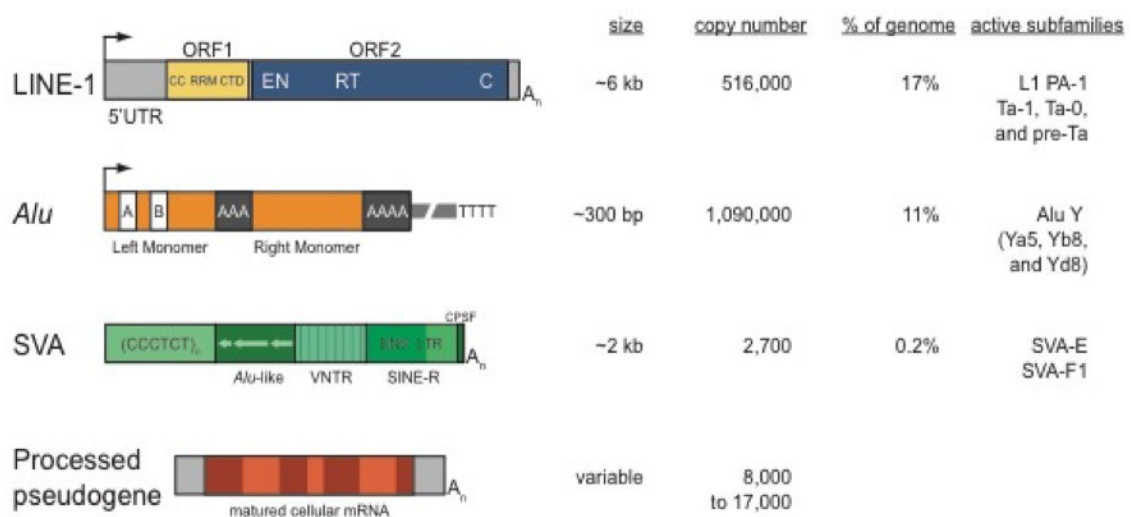 size copy number % of genome active subfamilies
ORF1 ORF2
LINE-1 CC RRM CTD EN RT C An ~6 kb 516,000 17% L1 PA-1
5'UTR Ta-1, Ta-0,
and pre-Ta
Alu A B AAA AAAA TTTT ~300 bp 1,090,000 11% Alu Y
Left Monomer Right Monomer (Ya5, Yb8,
and Yd8)
CPSF
SVA (CCCTCT)n LTR An ~2 kb 2,700 0.2% SVA-E
Alu-like VNTR SINE-R SVA-F1
Processed
pseudogene An variable 8,000
matured cellular mRNA to 17,000